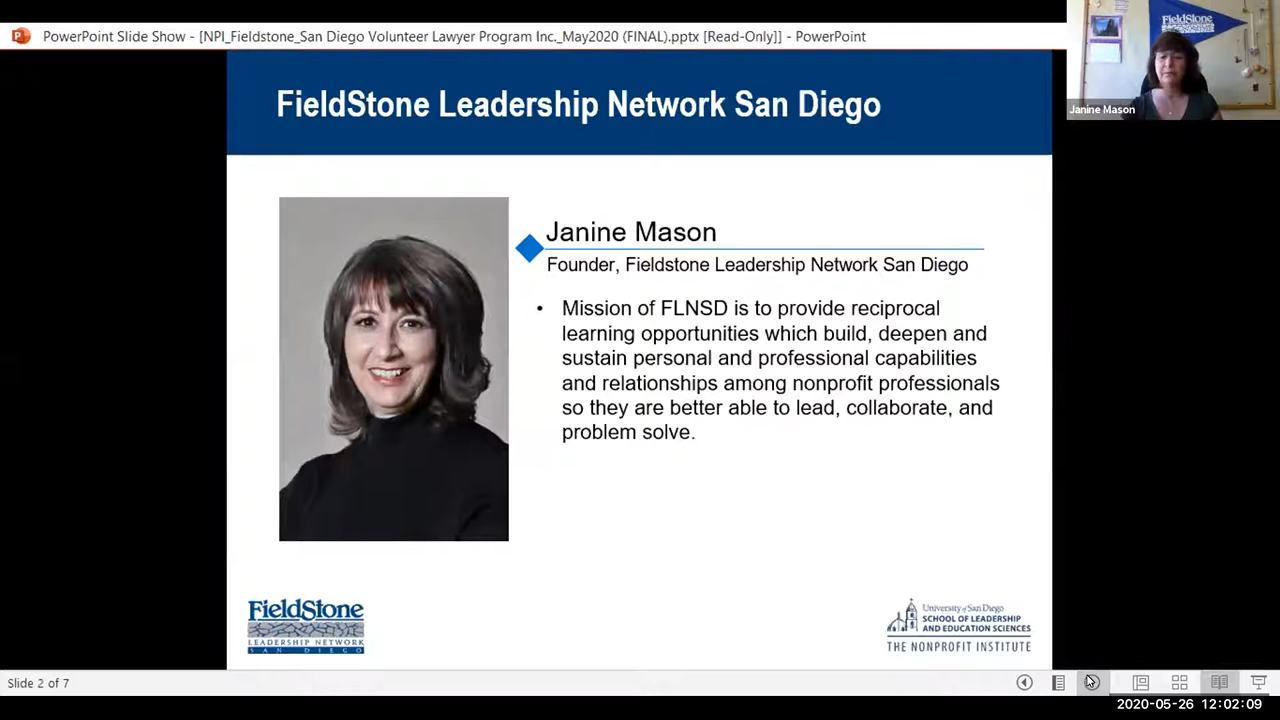 PowerPoint Slide Show - [NPI_Fieldstone_San Diego Volunteer Lawyer Program Inc._May2020 (FINAL).pptx [Read-Only]] - PowerPoint
FieldStone
Janine Mason
FieldStone Leadership Network San Diego
Janine Mason
Founder, Fieldstone Leadership Network San Diego
• Mission of FLNSD is to provide reciprocal
learning opportunities which build, deepen and
sustain personal and professional capabilities
and relationships among nonprofit professionals
so they are better able to lead, collaborate, and
problem solve.
FieldStone
LEADERSHIP NETWORK
SAN DIEGO
University of San Diego
SCHOOL OF LEADERSHIP
AND EDUCATION SCIENCES
THE NONPROFIT INSTITUTE
Slide 2 of 7
2020-05-26 12:02:09